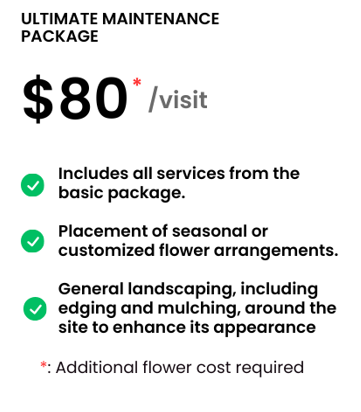 ULTIMATE MAINTENANCE
PACKAGE
$80* /visit
Includes all services from the
basic package.
Placement of seasonal or
customized flower arrangements.
General landscaping, including
edging and mulching, around the
site to enhance its appearance
*: Additional flower cost required